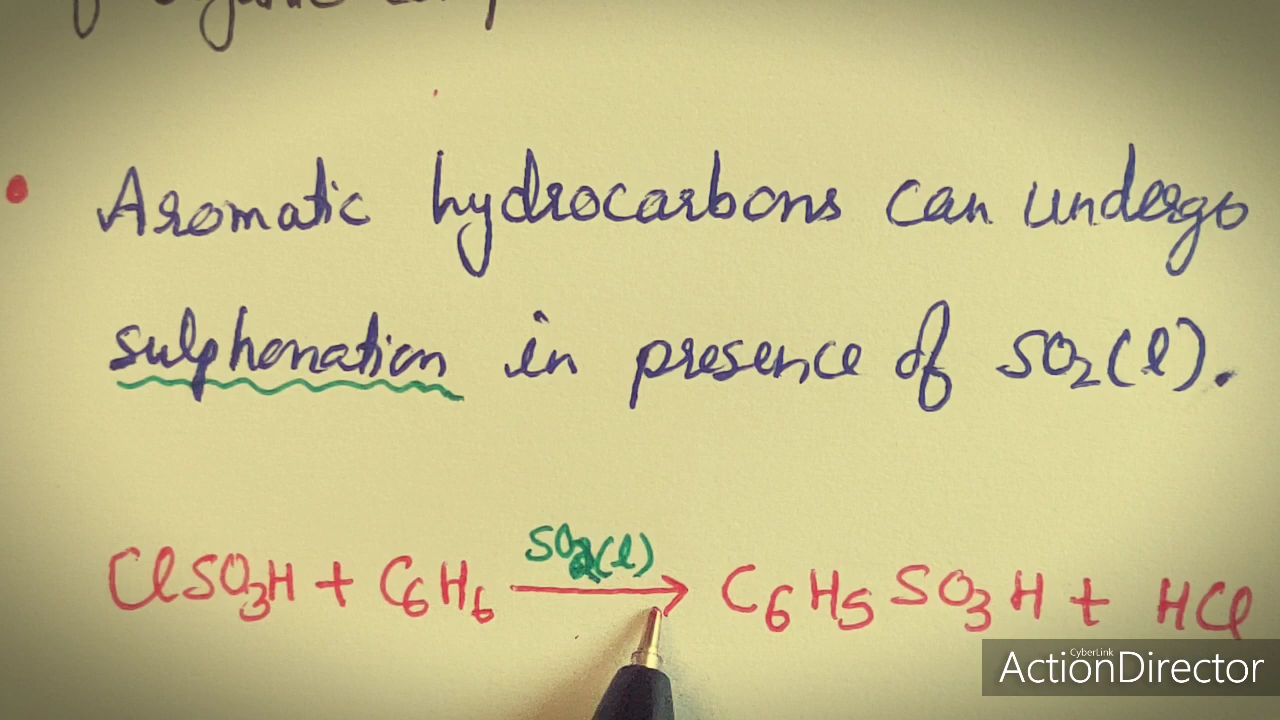 • Aromatic hydrocarbons can undergo
sulphonation in presence of SO₂(l).
SO₂(l)
ClSO₃H + C₆H₆ → C₆H₅SO₃H + HCl
CyberLink
ActionDirector